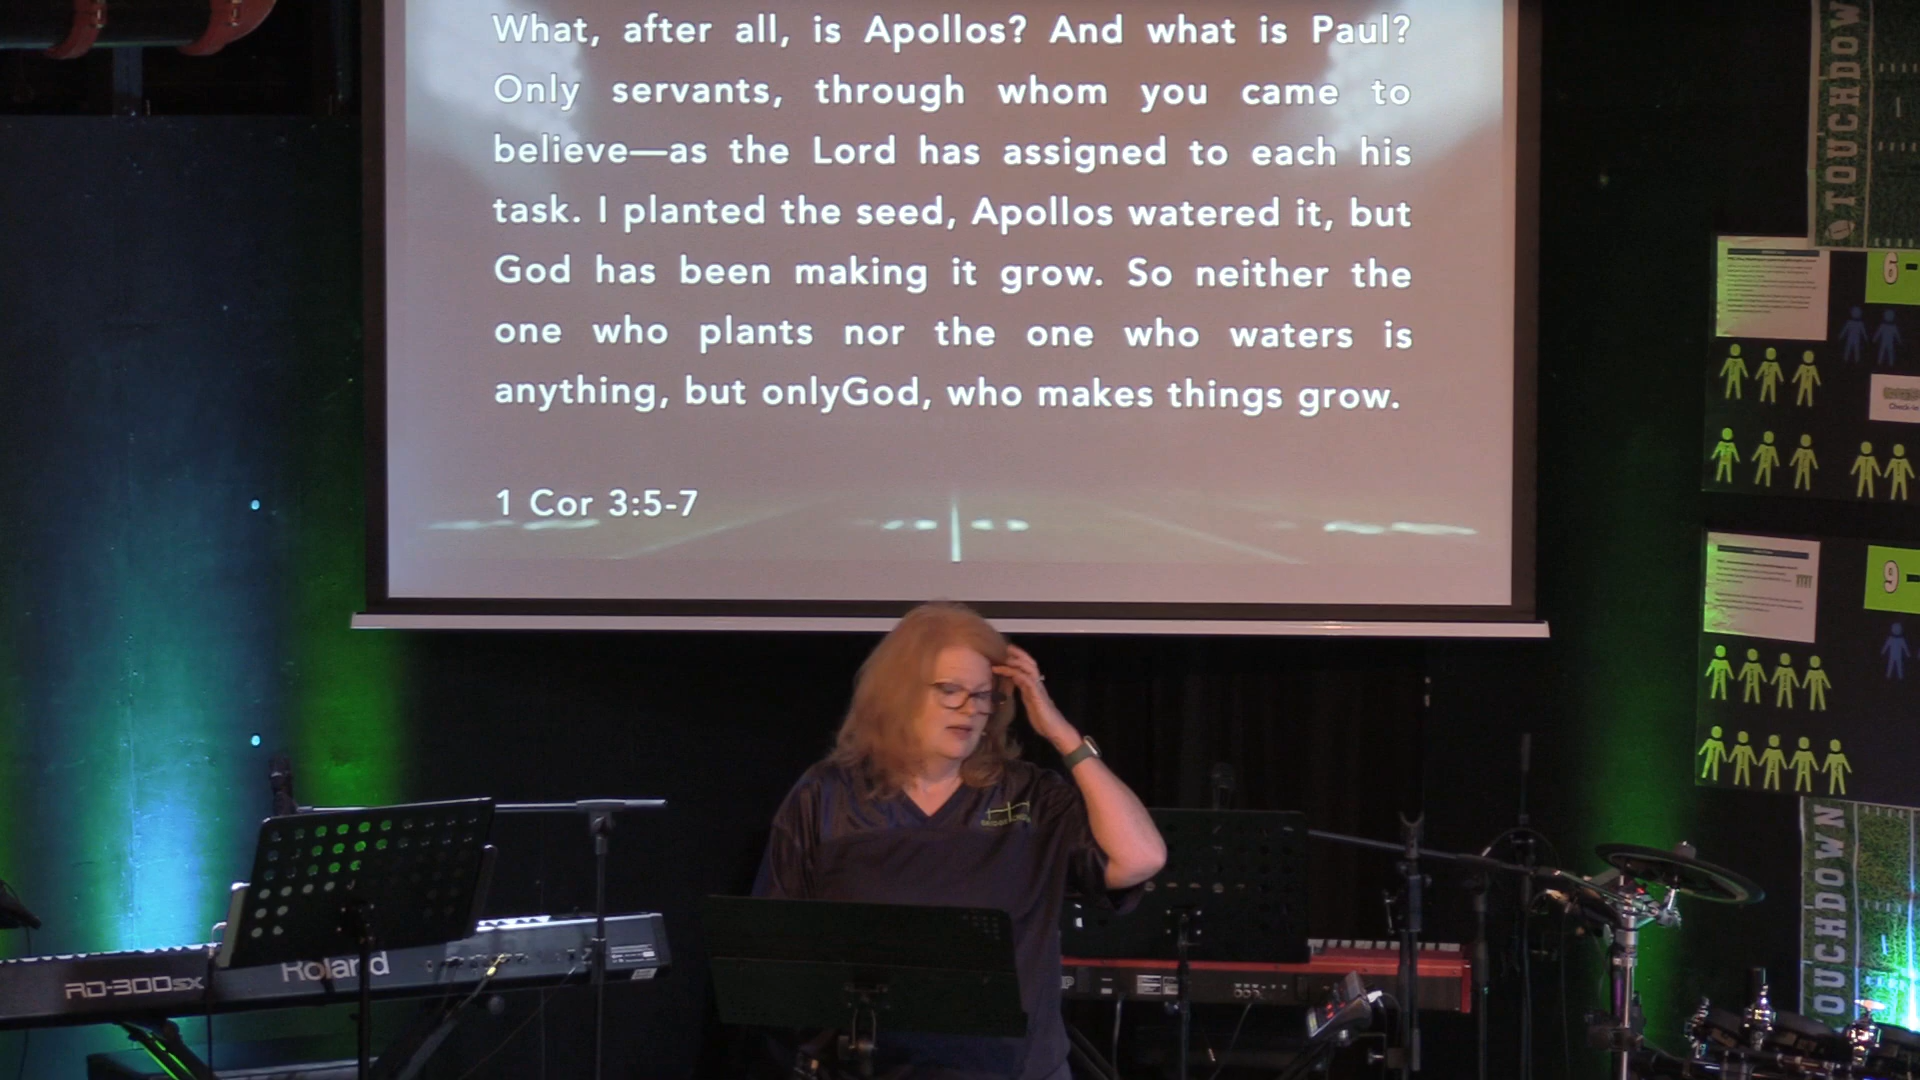 What, after all, is Apollos? And what is Paul?
Only servants, through whom you came to
believe—as the Lord has assigned to each his
task. I planted the seed, Apollos watered it, but
God has been making it grow. So neither the
one who plants nor the one who waters is
anything, but onlyGod, who makes things grow.
1 Cor 3:5-7
TOUCHDOWN
6-
Check-in
9-
TOUCHDOWN
RD-300SX
Roland